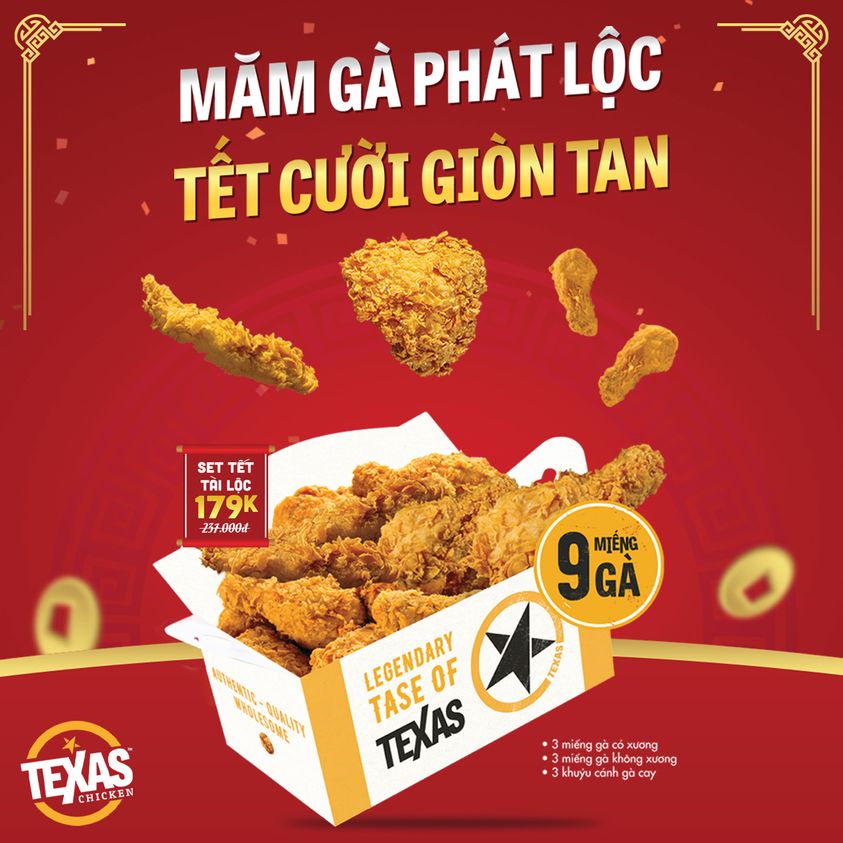 MĂM GÀ PHÁT LỘC
TẾT CƯỜI GIÒN TAN
SET TẾT
TÀI LỘC
179K
237.000đ
9 MIẾNG
GÀ
LEGENDARY
TASE OF
TEXAS
TEXAS
AUTHENTIC - QUALITY
WHOLESOME
• 3 miếng gà có xương
• 3 miếng gà không xương
• 3 khuỷu cánh gà cay
TEXAS™
CHICKEN